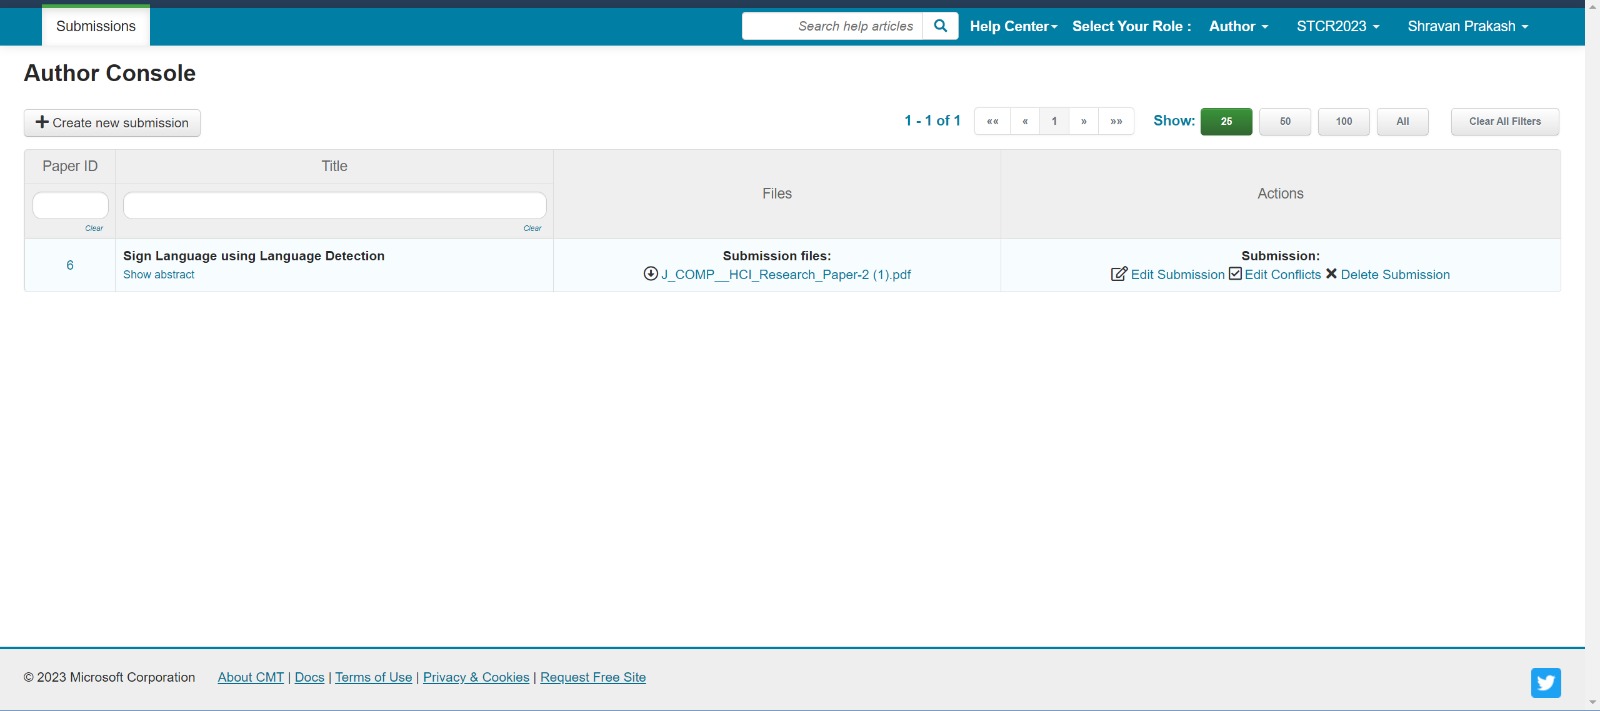 Submissions
Search help articles
Help Center
Select Your Role :
Author
STCR2023
Shravan Prakash
Author Console
Create new submission
1 - 1 of 1
«« « 1 » »»
Show:
25
50
100
All
Clear All Filters
Paper ID
Title
Files
Actions
Clear
Clear
6
Sign Language using Language Detection
Show abstract
Submission files:
J_COMP__HCI_Research_Paper-2 (1).pdf
Submission:
Edit Submission Edit Conflicts Delete Submission
© 2023 Microsoft Corporation About CMT | Docs | Terms of Use | Privacy & Cookies | Request Free Site